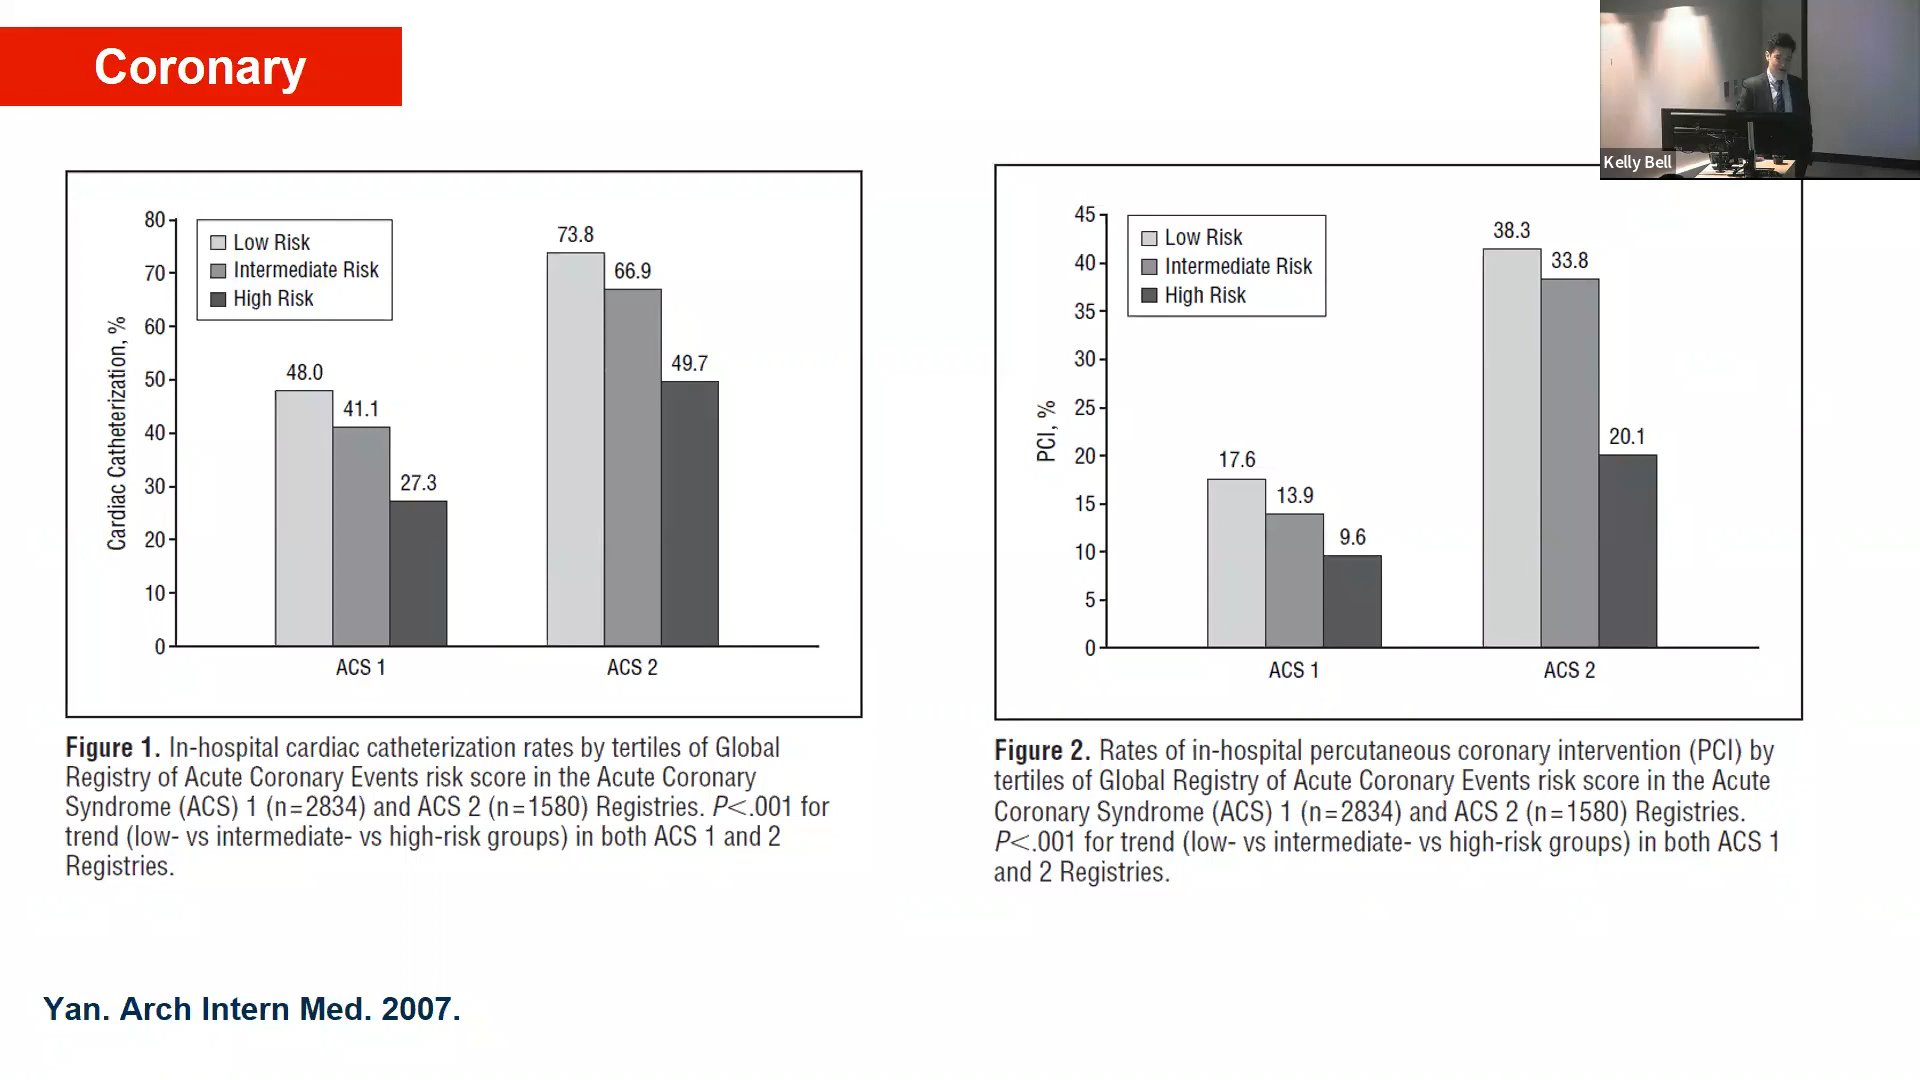 Coronary
Kelly Bell
80
70
60
50
40
30
20
10
0
Cardiac Catheterization, %
Low Risk
Intermediate Risk
High Risk
48.0
41.1
27.3
73.8
66.9
49.7
ACS 1
ACS 2
Figure 1. In-hospital cardiac catheterization rates by tertiles of Global
Registry of Acute Coronary Events risk score in the Acute Coronary
Syndrome (ACS) 1 (n=2834) and ACS 2 (n=1580) Registries. P<.001 for
trend (low- vs intermediate- vs high-risk groups) in both ACS 1 and 2
Registries.
45
40
35
30
25
20
15
10
5
0
PCI, %
Low Risk
Intermediate Risk
High Risk
17.6
13.9
9.6
38.3
33.8
20.1
ACS 1
ACS 2
Figure 2. Rates of in-hospital percutaneous coronary intervention (PCI) by
tertiles of Global Registry of Acute Coronary Events risk score in the Acute
Coronary Syndrome (ACS) 1 (n=2834) and ACS 2 (n=1580) Registries.
P<.001 for trend (low- vs intermediate- vs high-risk groups) in both ACS 1
and 2 Registries.
Yan. Arch Intern Med. 2007.